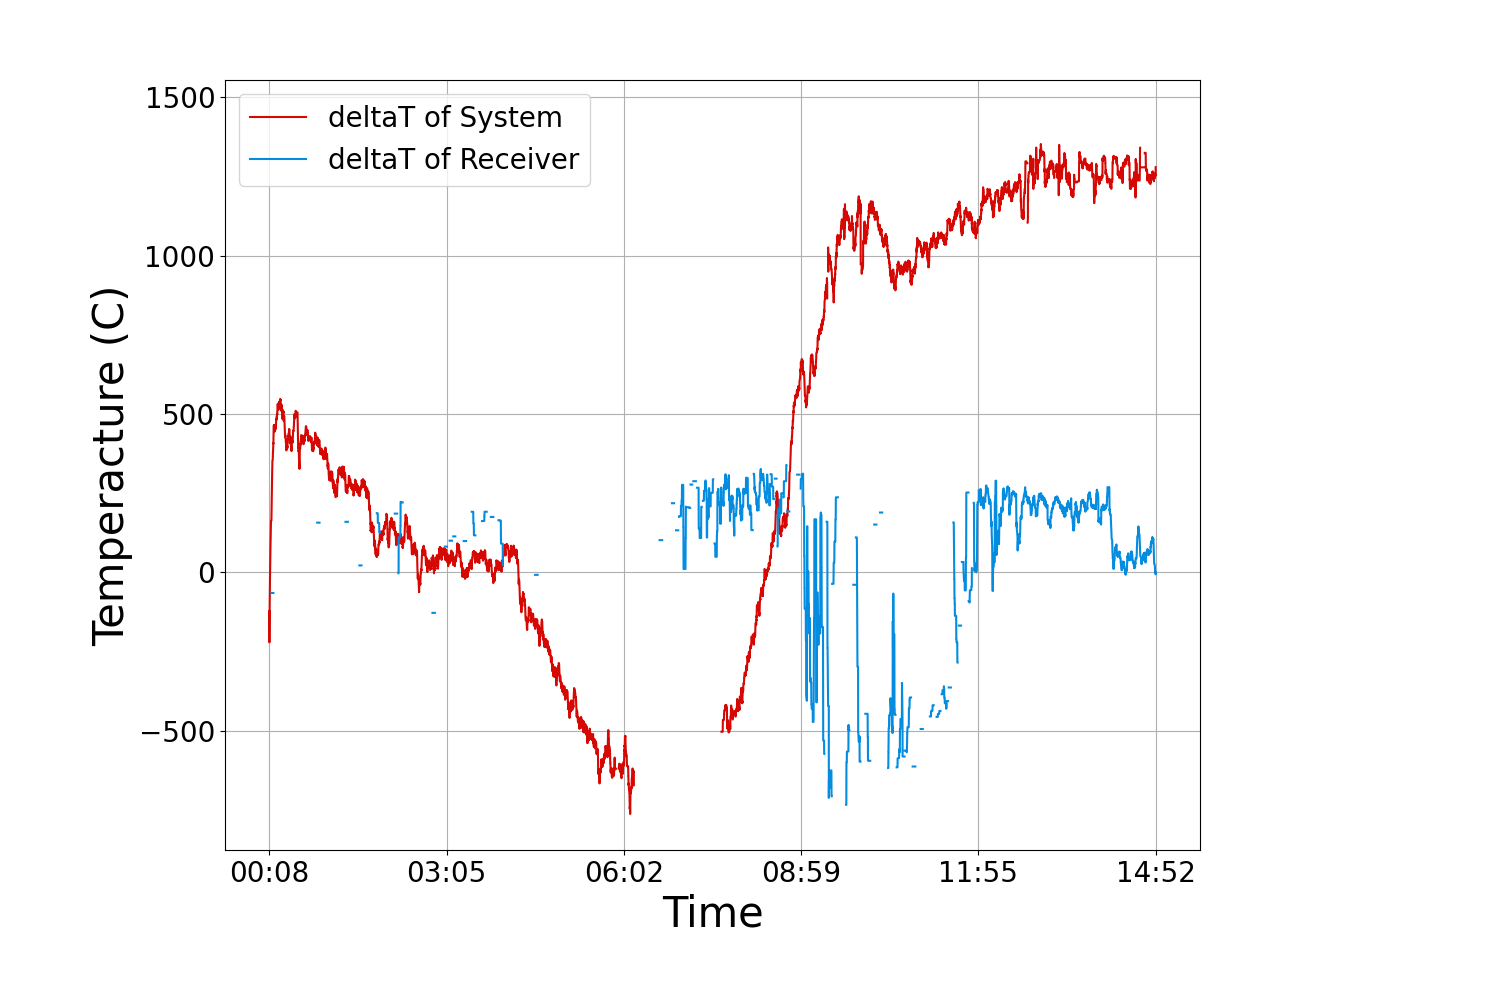 1500
1000
500
0
−500
Temperacture (C)
deltaT of System
deltaT of Receiver
00:08 03:05 06:02 08:59 11:55 14:52
Time